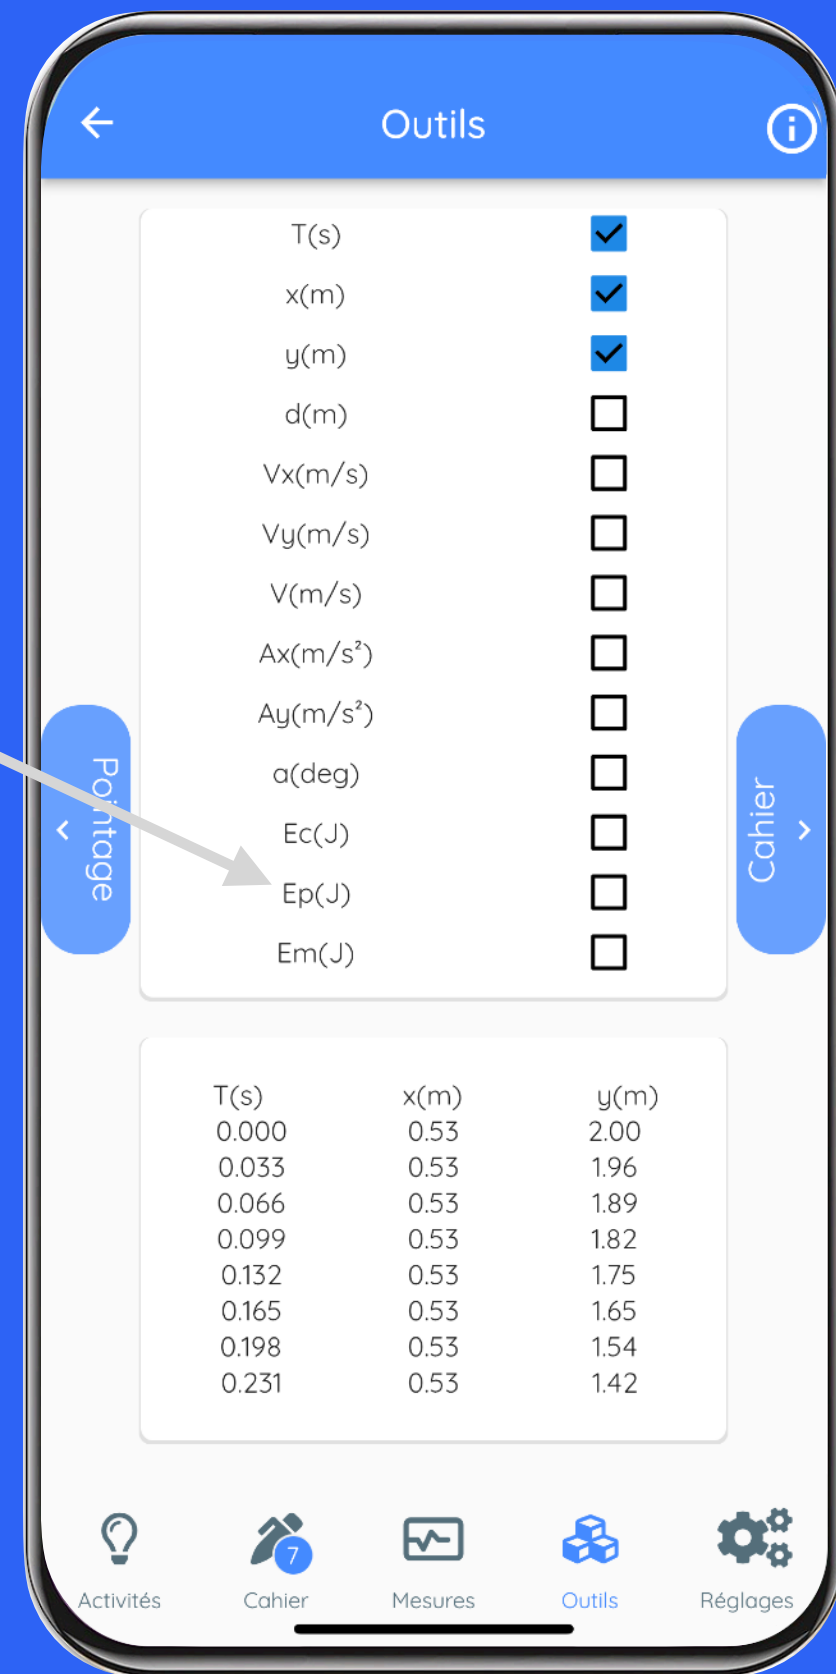 Outils
T(s)
x(m)
y(m)
d(m)
Vx(m/s)
Vy(m/s)
V(m/s)
Ax(m/s²)
Ay(m/s²)
a(deg)
Ec(J)
Ep(J)
Em(J)
Pointage
Cahier
T(s) x(m) y(m)
0.000 0.53 2.00
0.033 0.53 1.96
0.066 0.53 1.89
0.099 0.53 1.82
0.132 0.53 1.75
0.165 0.53 1.65
0.198 0.53 1.54
0.231 0.53 1.42
7
Activités Cahier Mesures Outils Réglages